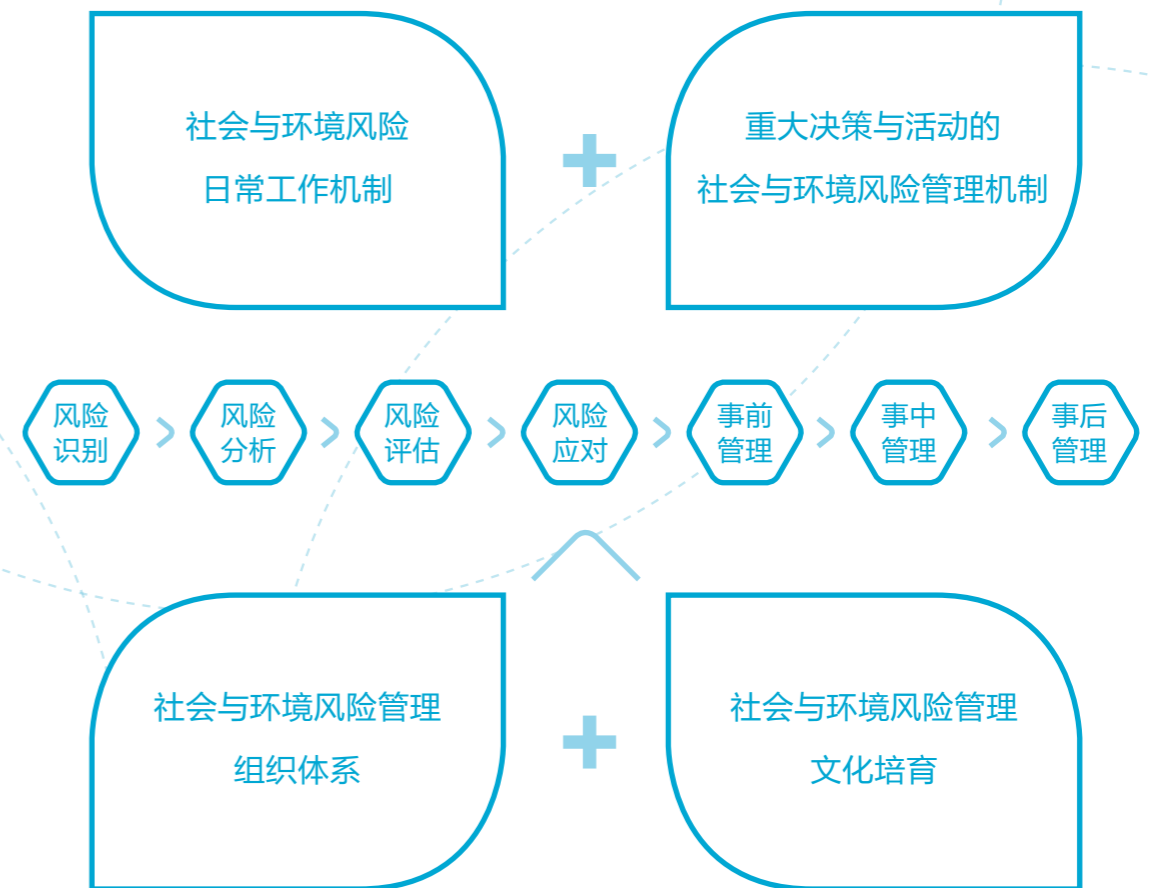 社会与环境风险
日常工作机制
重大决策与活动的
社会与环境风险管理机制
风险
识别
风险
分析
风险
评估
风险
应对
事前
管理
事中
管理
事后
管理
社会与环境风险管理
组织体系
社会与环境风险管理
文化培育